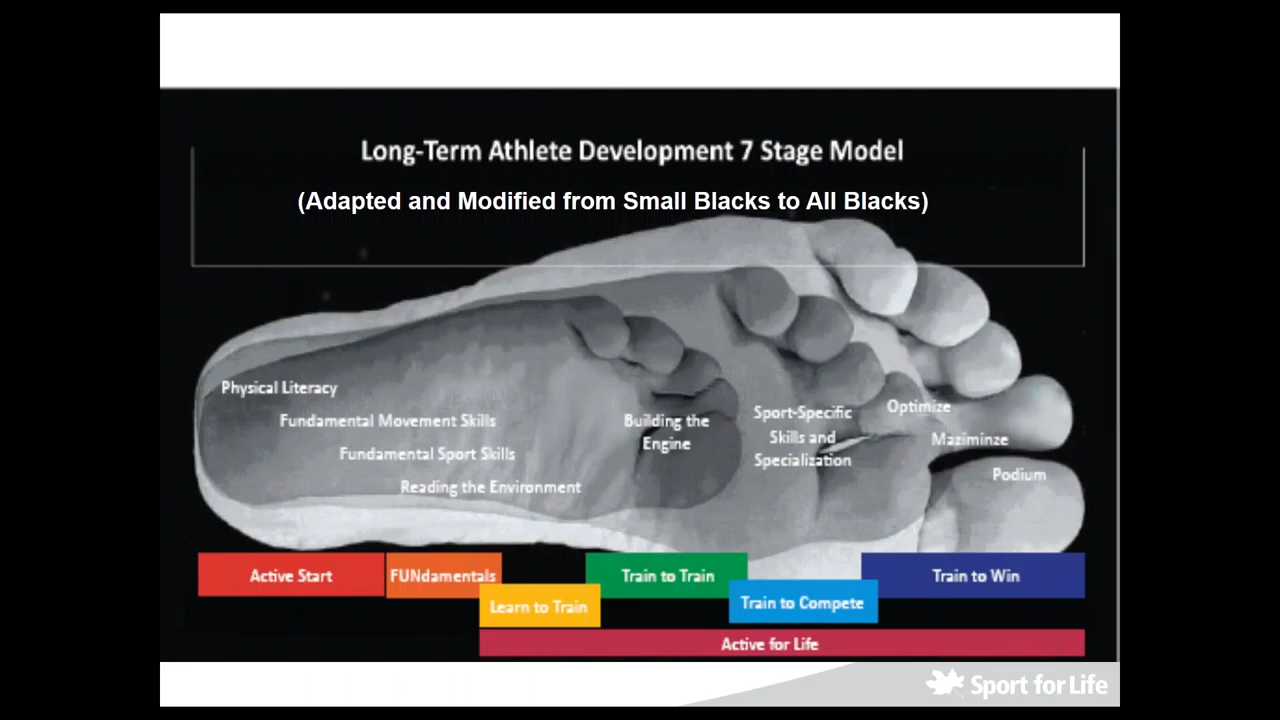 Long-Term Athlete Development 7 Stage Model
(Adapted and Modified from Small Blacks to All Blacks)
Physical Literacy
Fundamental Movement Skills
Fundamental Sport Skills
Reading the Environment
Building the
Engine
Sport-Specific
Skills and
Specialization
Optimize
Maziminze
Podium
Active Start
FUNdamentals
Learn to Train
Train to Train
Train to Compete
Train to Win
Active for Life
Sport for Life